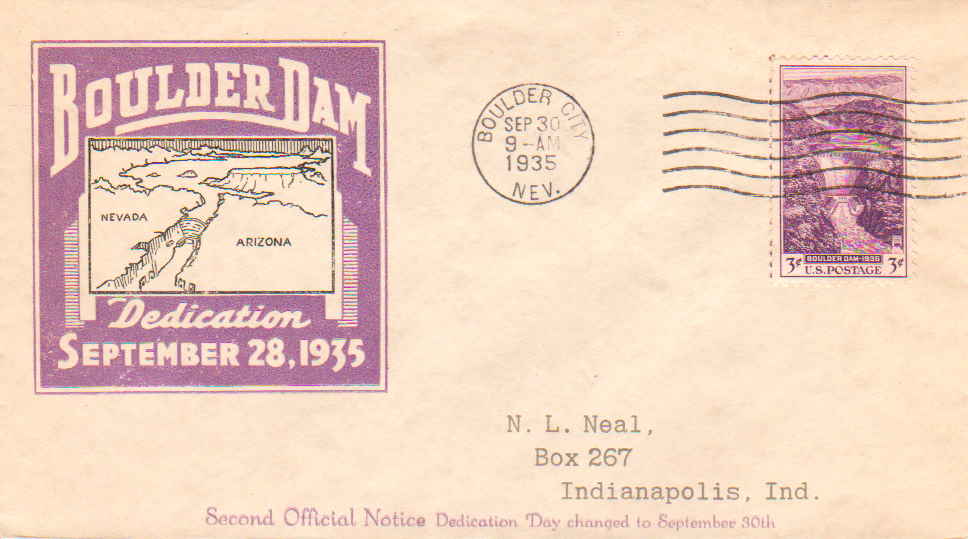 BOULDER DAM
NEVADA
ARIZONA
Dedication
SEPTEMBER 28, 1935
BOULDER CITY
SEP 30
9-AM
1935
NEV.
BOULDER DAM-1935
3¢ U.S. POSTAGE 3¢
N. L. Neal,
Box 267
Indianapolis, Ind.
Second Official Notice Dedication Day changed to September 30th